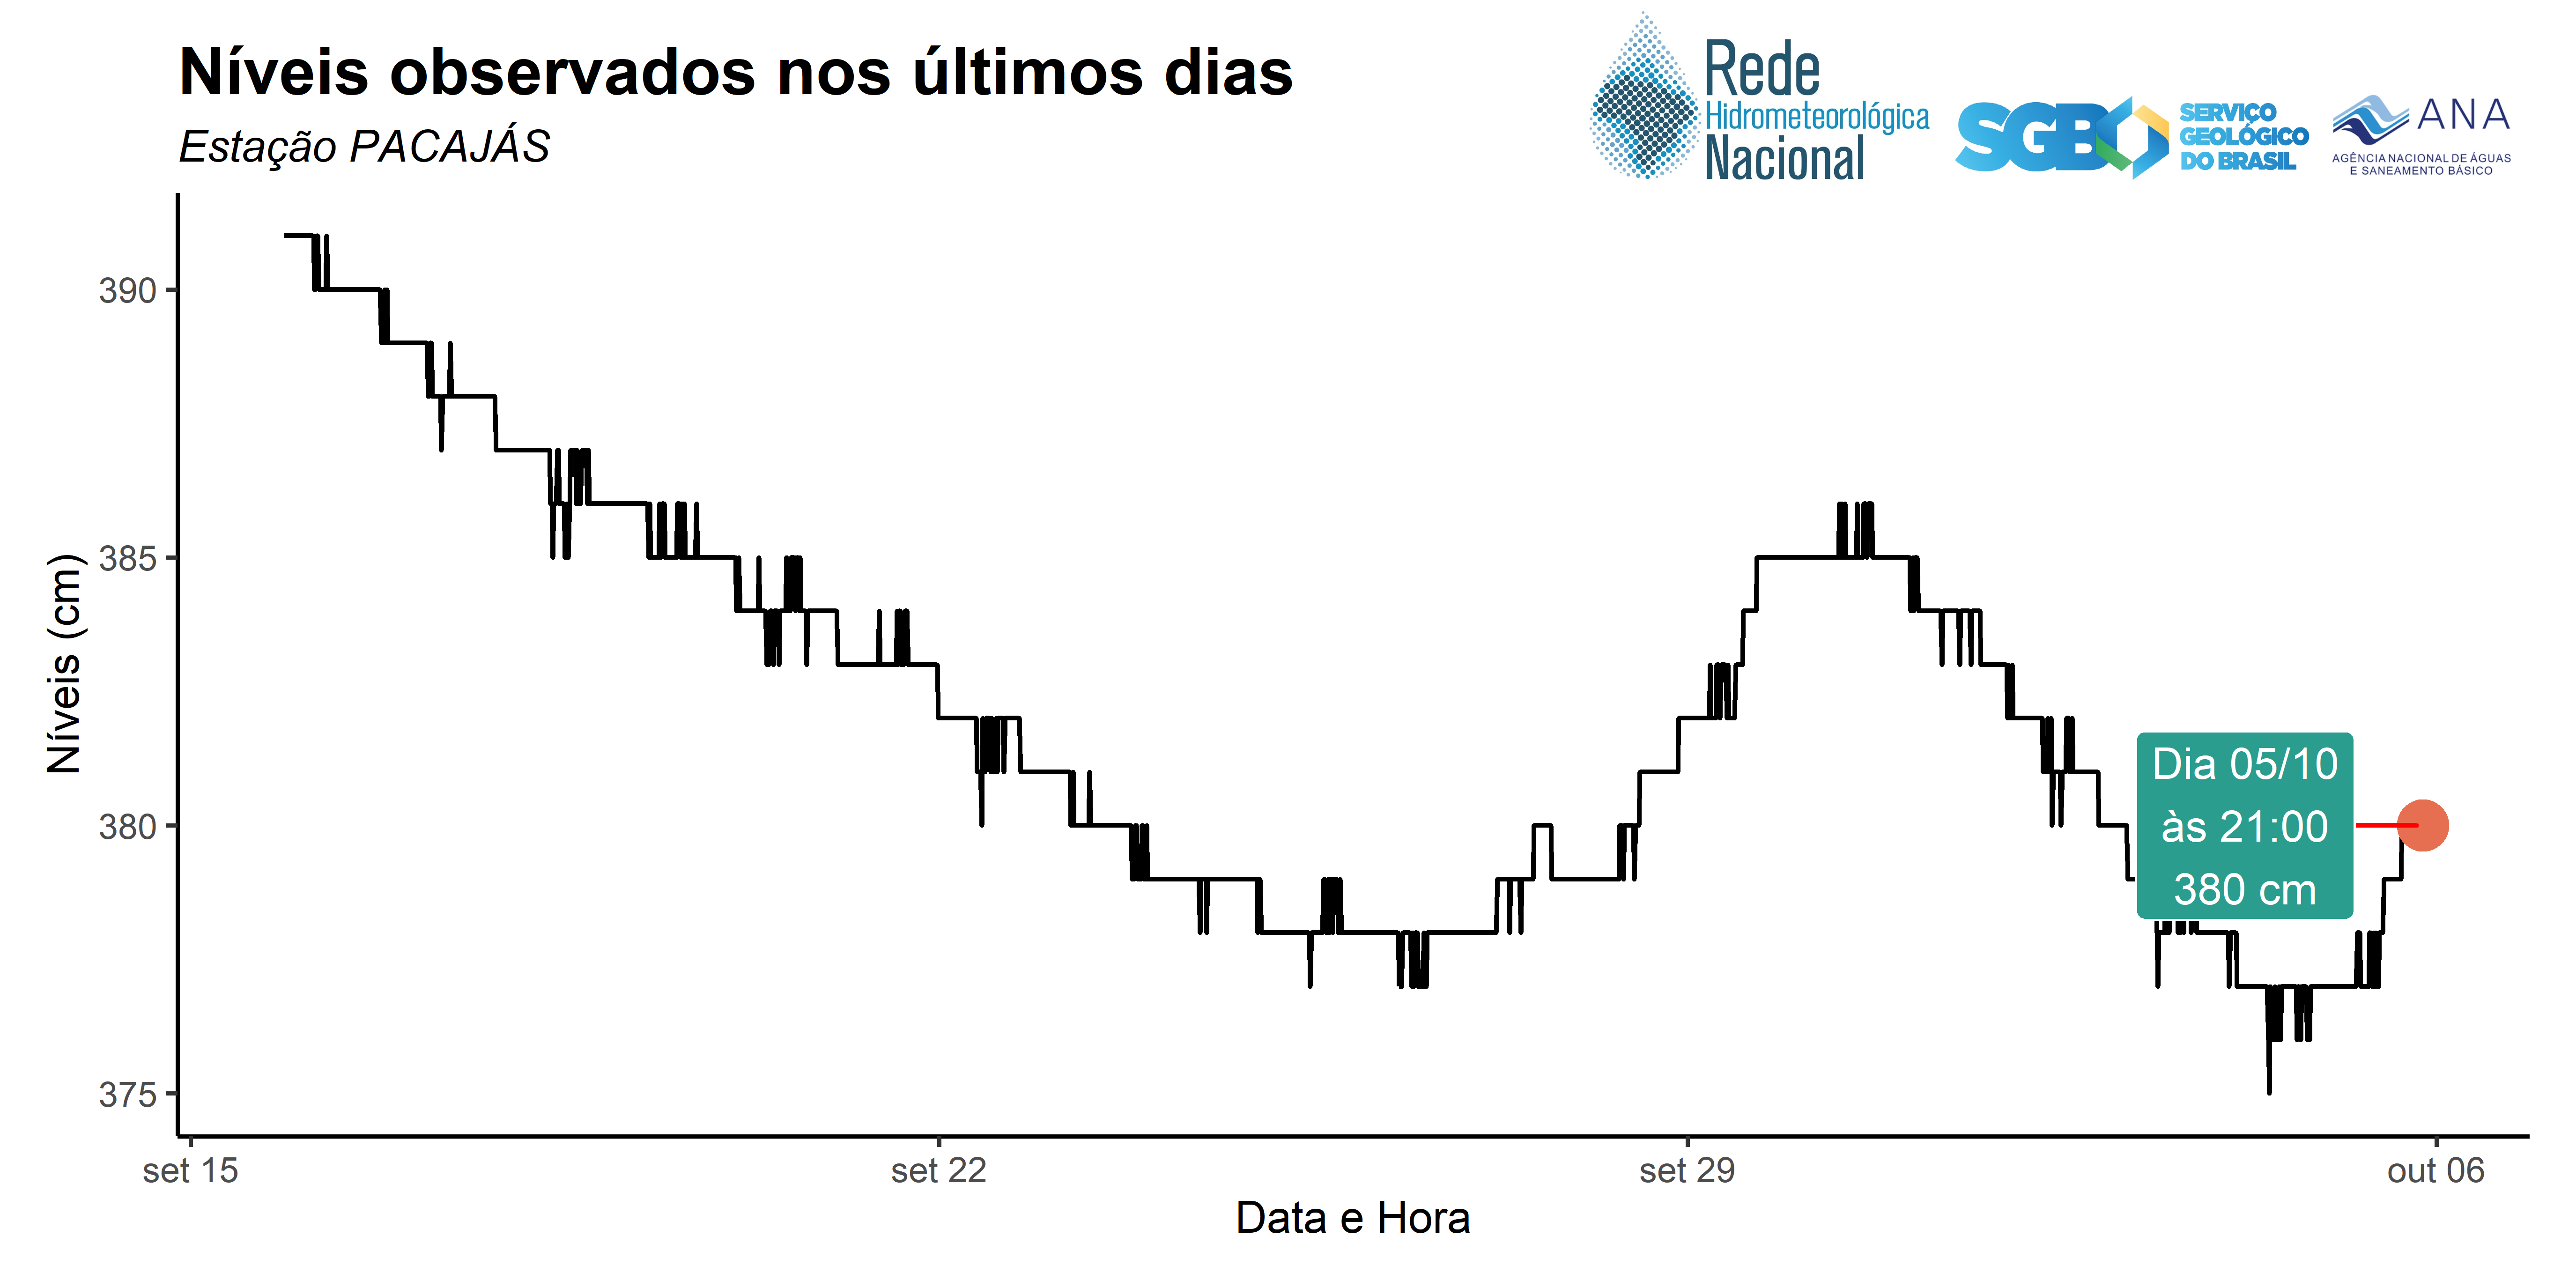 Níveis observados nos últimos dias
Estação PACAJÁS
Rede
Hidrometeorológica
Nacional
SGB
SERVIÇO
GEOLÓGICO
DO BRASIL
ANA
AGÊNCIA NACIONAL DE ÁGUAS
E SANEAMENTO BÁSICO
Níveis (cm)
390
385
380
375
Dia 05/10
às 21:00
380 cm
set 15
set 22
set 29
out 06
Data e Hora